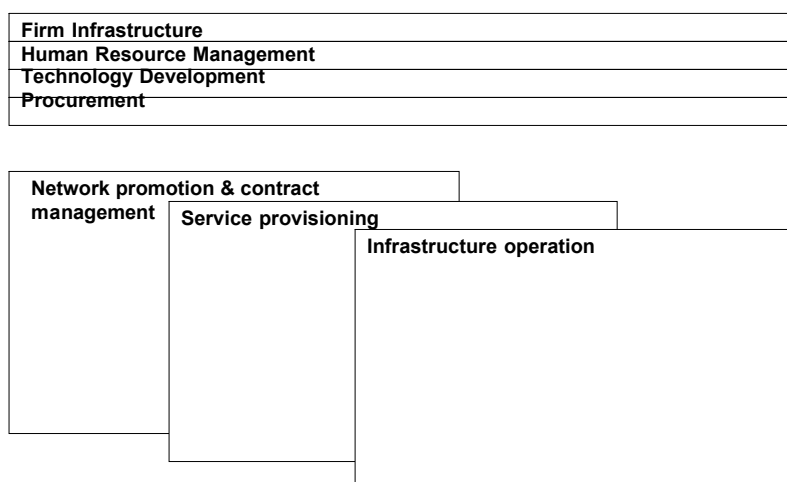 Firm Infrastructure
Human Resource Management
Technology Development
Procurement
Network promotion & contract
management
Service provisioning
Infrastructure operation